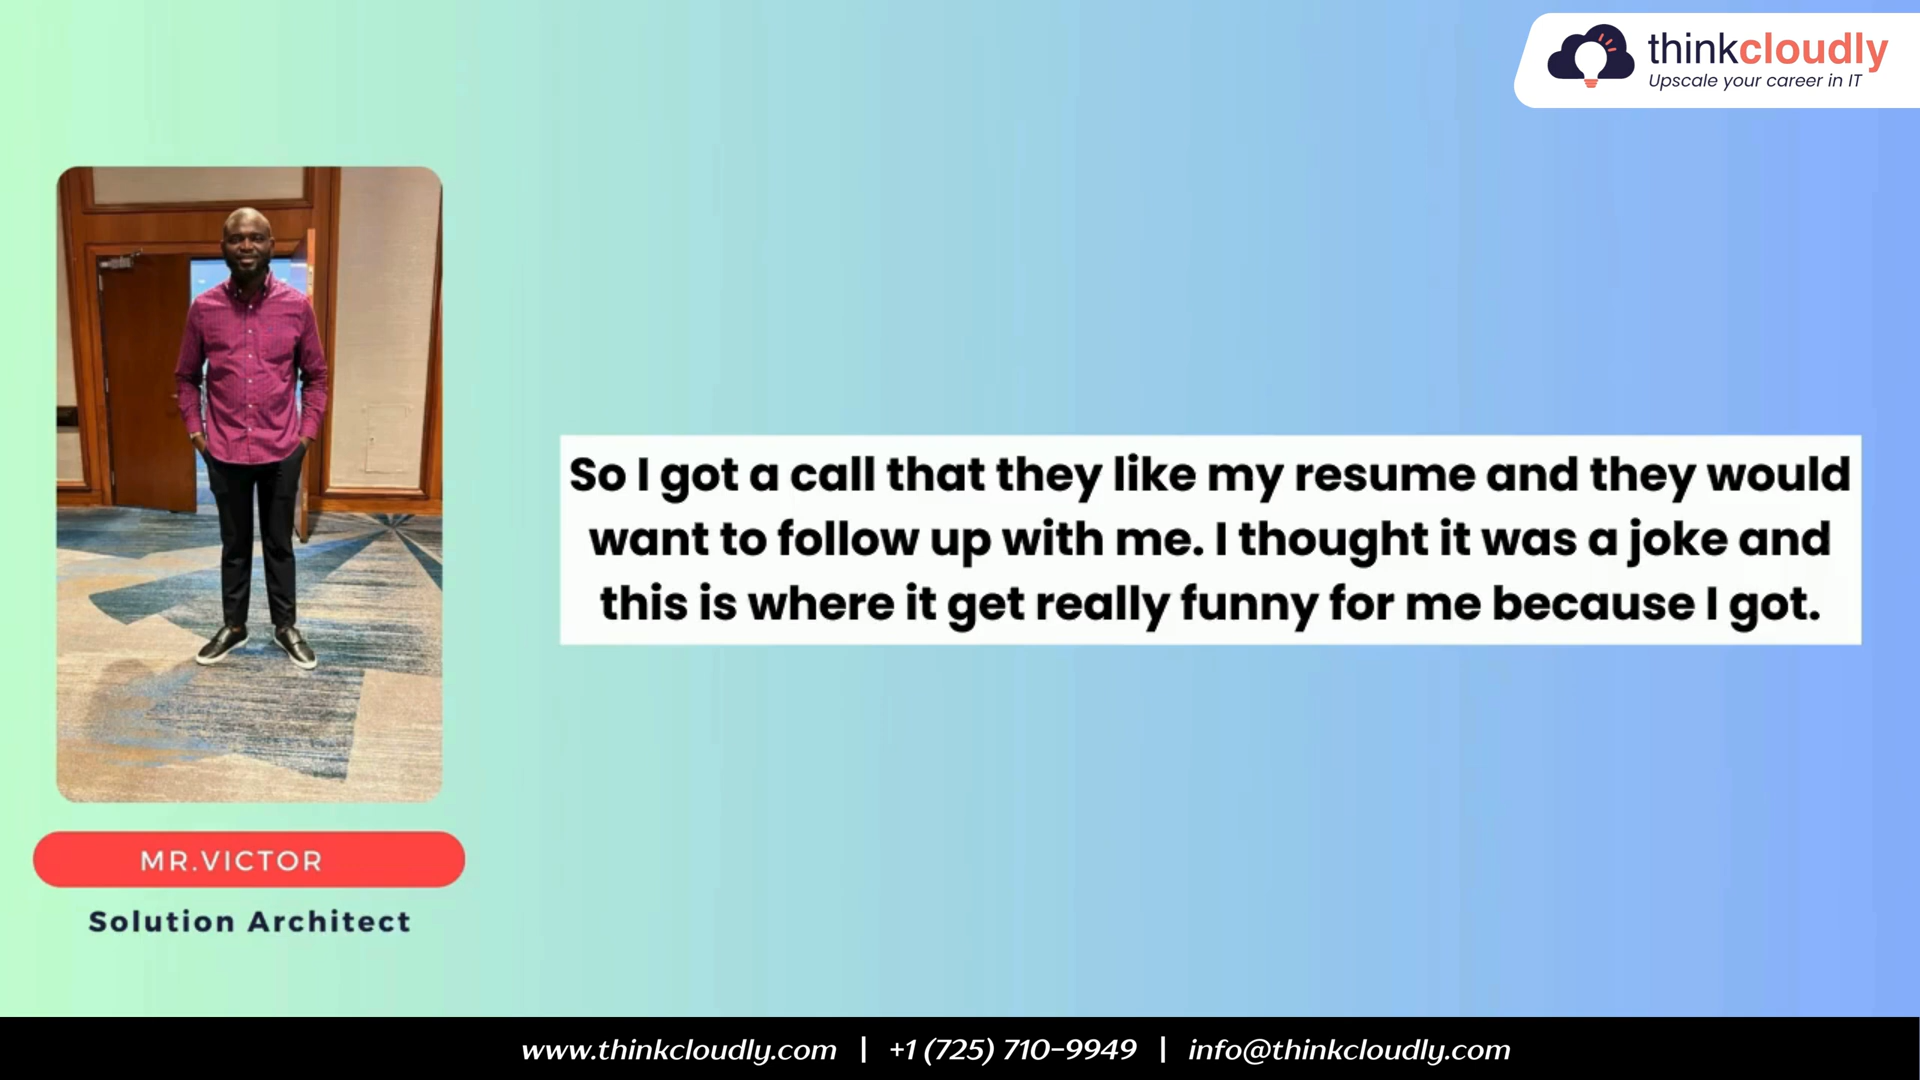 thinkcloudly
Upscale your career in IT
So I got a call that they like my resume and they would
want to follow up with me. I thought it was a joke and
this is where it get really funny for me because I got.
MR.VICTOR
Solution Architect
www.thinkcloudly.com | +1 (725) 710-9949 | info@thinkcloudly.com